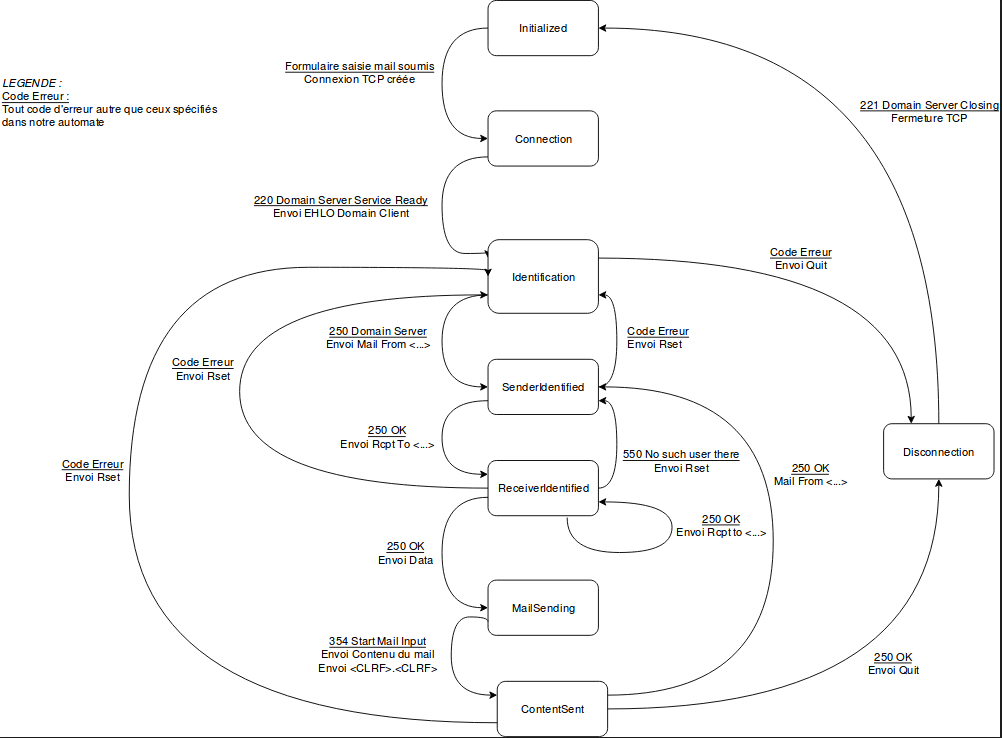 Initialized
Formulaire saisie mail soumis
Connexion TCP créée
LEGENDE :
Code Erreur :
Tout code d'erreur autre que ceux spécifiés
dans notre automate
221 Domain Server Closing
Fermeture TCP
Connection
220 Domain Server Service Ready
Envoi EHLO Domain Client
Code Erreur
Envoi Quit
Identification
250 Domain Server
Envoi Mail From <...>
Code Erreur
Envoi Rset
Code Erreur
Envoi Rset
SenderIdentified
250 OK
Envoi Rcpt To <...>
Disconnection
550 No such user there
Envoi Rset
Code Erreur
Envoi Rset
250 OK
Mail From <...>
ReceiverIdentified
250 OK
Envoi Rcpt to <...>
250 OK
Envoi Data
MailSending
354 Start Mail Input
Envoi Contenu du mail
Envoi <CLRF>.<CLRF>
250 OK
Envoi Quit
ContentSent